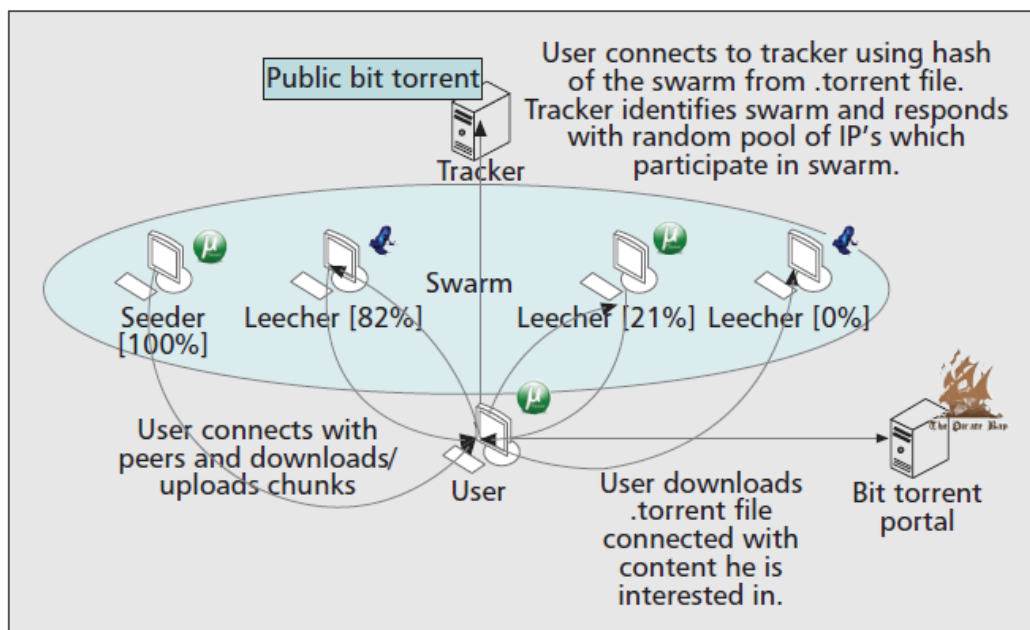 Public bit torrent
User connects to tracker using hash
of the swarm from .torrent file.
Tracker identifies swarm and responds
with random pool of IP's which
participate in swarm.
Tracker
Swarm
Seeder
[100%]
Leecher [82%]
Leecher [21%]
Leecher [0%]
µ
µ
µ
User connects with
peers and downloads/
uploads chunks
User
User downloads
.torrent file
connected with
content he is
interested in.
The Pirate Bay
Bit torrent
portal